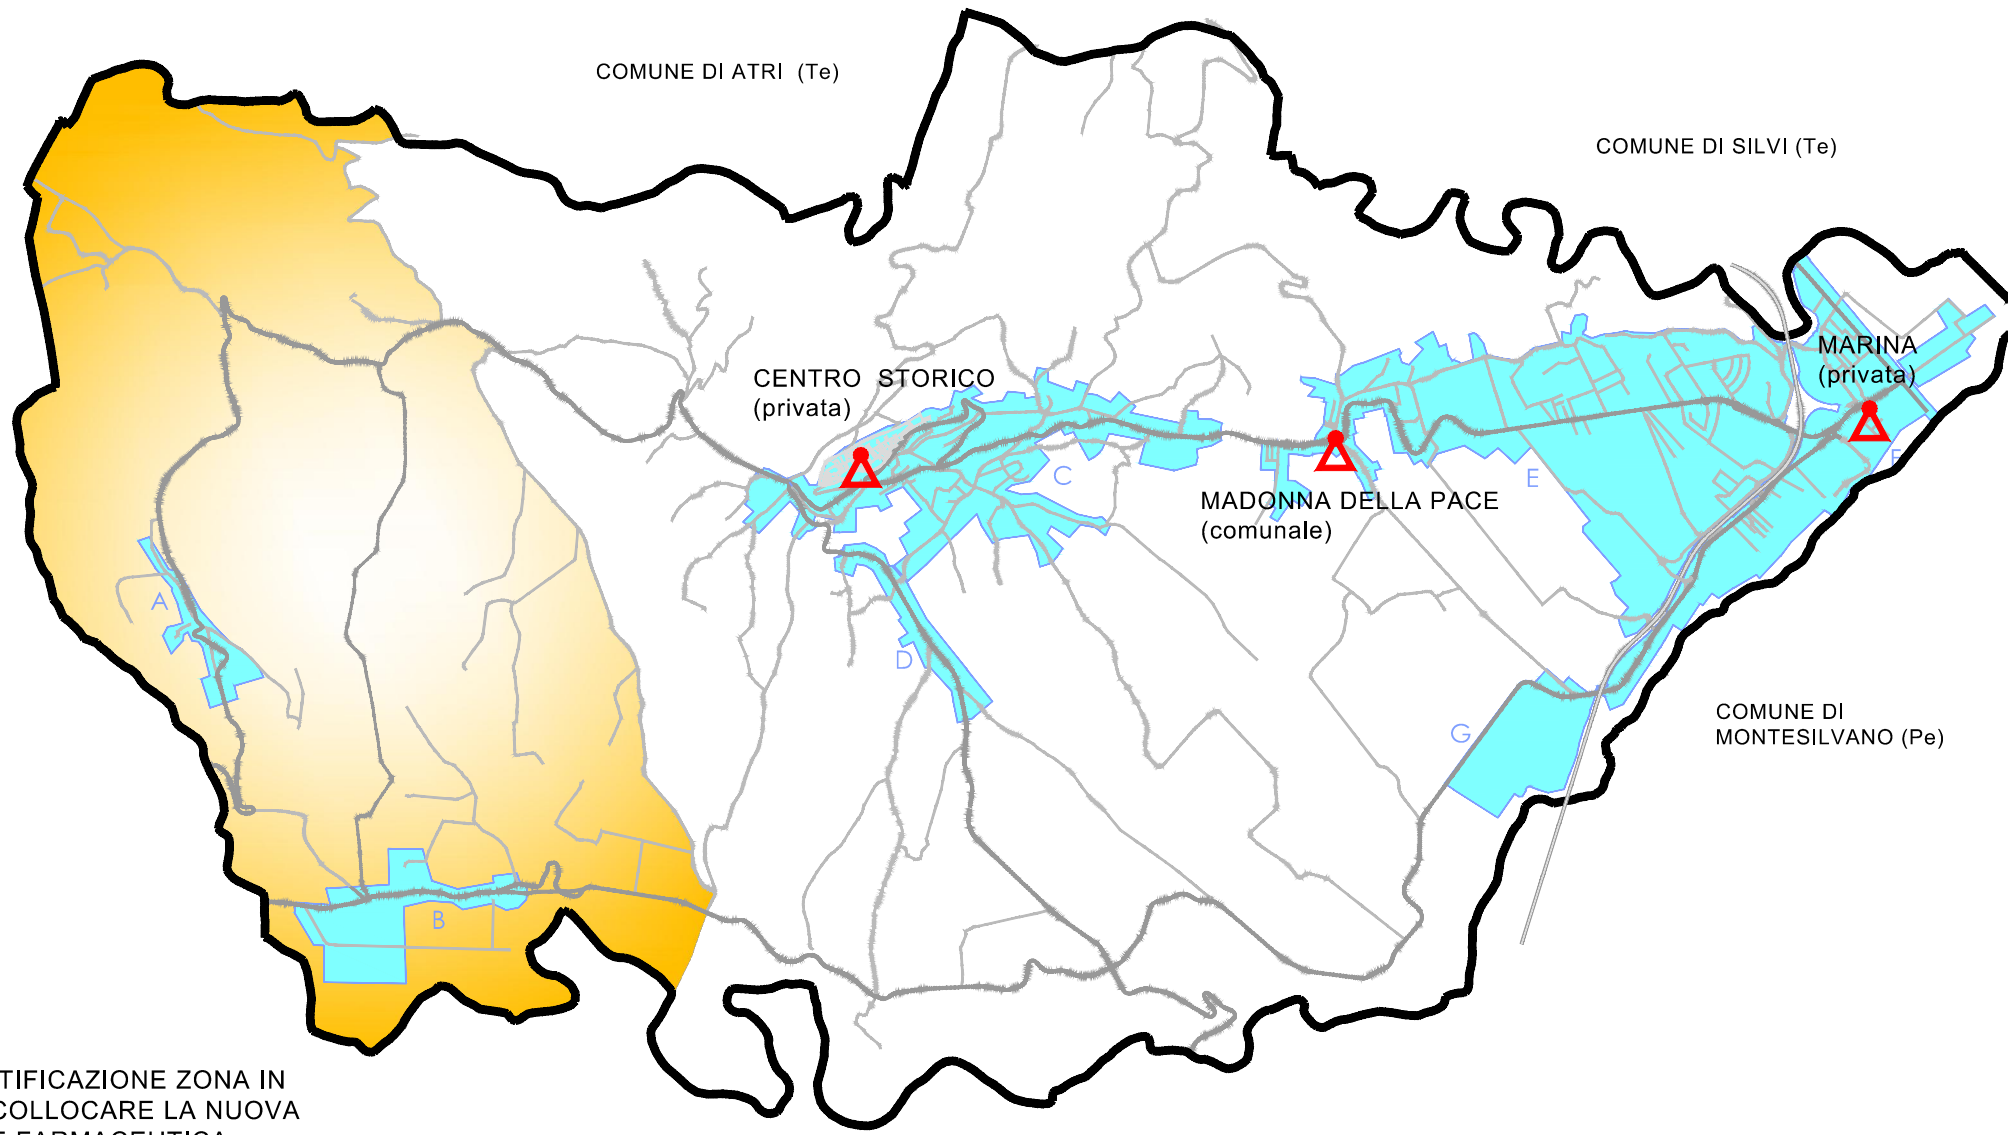 COMUNE DI ATRI (Te)
COMUNE DI SILVI (Te)
MARINA
(privata)
CENTRO STORICO
(privata)
C
E
F
MADONNA DELLA PACE
(comunale)
A
D
G
COMUNE DI
MONTESILVANO (Pe)
B
TIFICAZIONE ZONA IN
COLLOCARE LA NUOVA
FARMACEUTICA